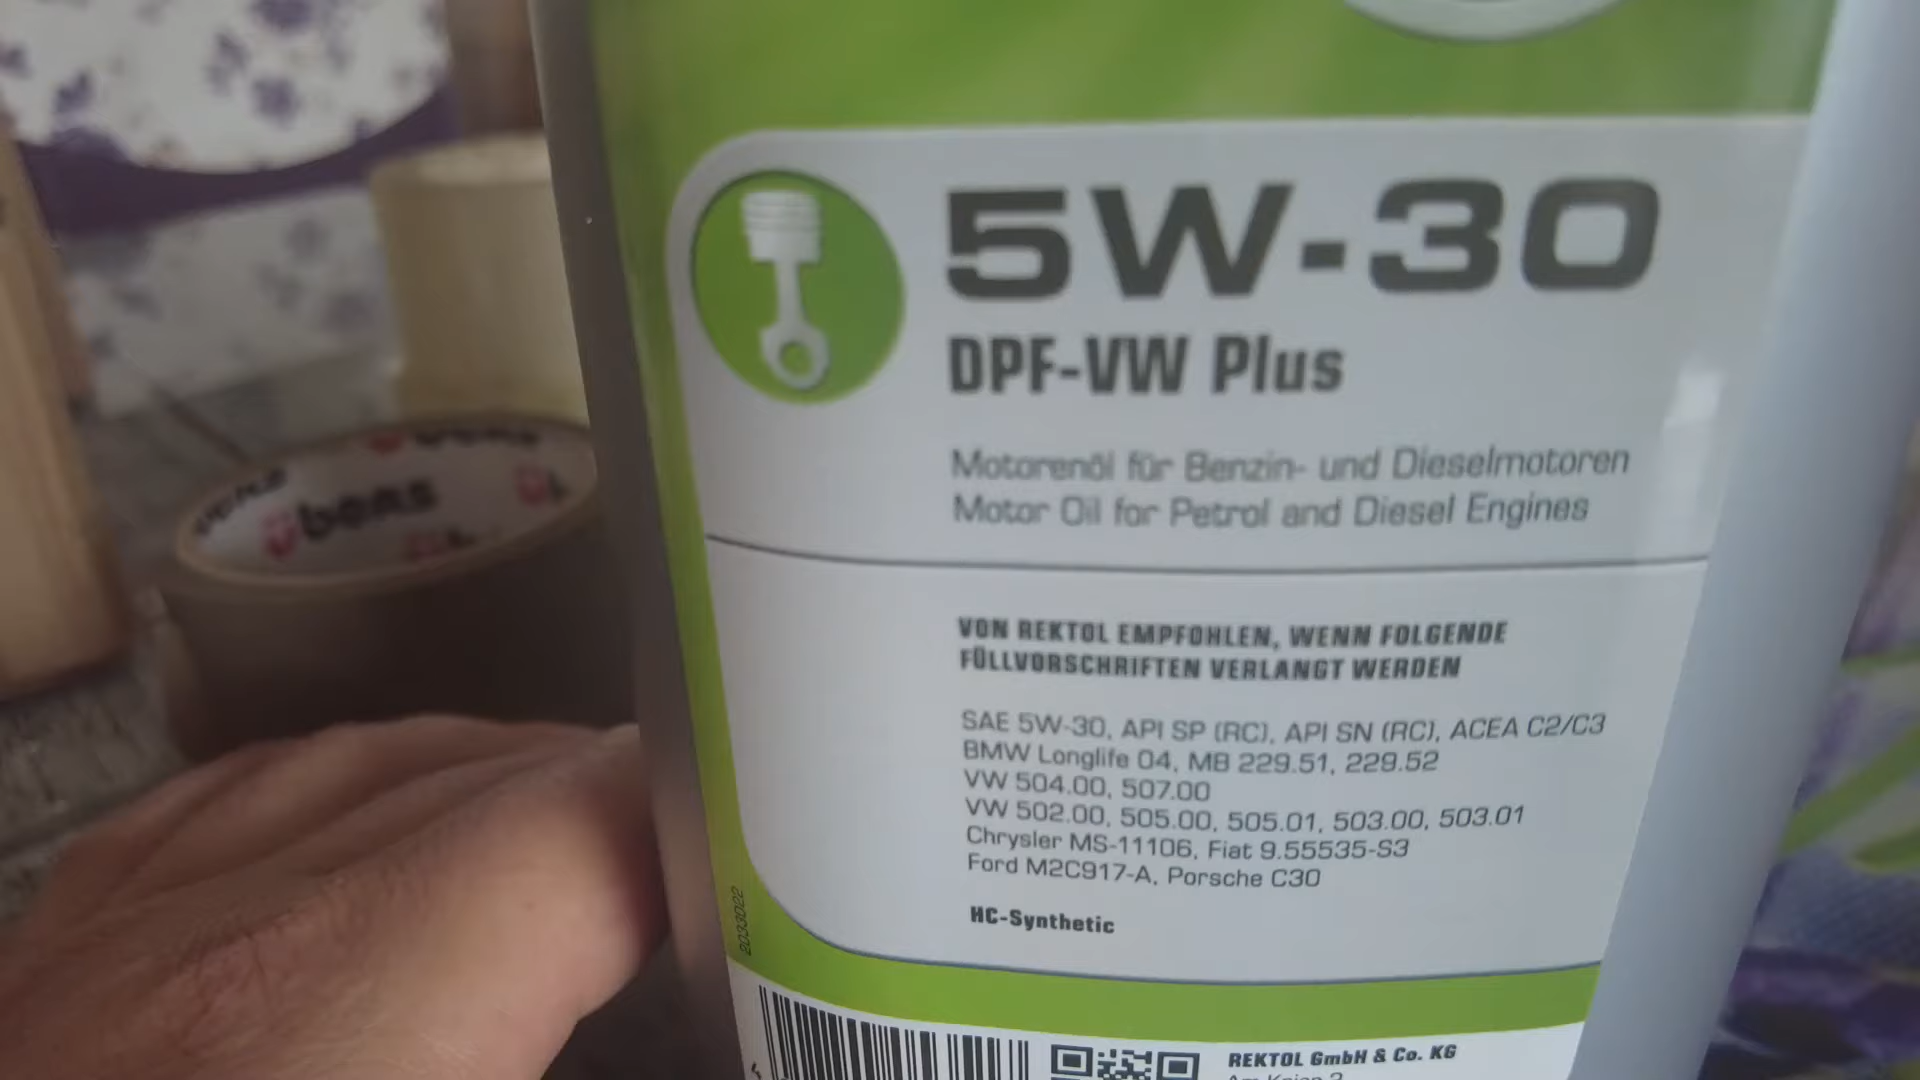 5W-30
DPF-VW Plus
Motorenöl für Benzin- und Dieselmotoren
Motor Oil for Petrol and Diesel Engines
VON REKTOL EMPFOHLEN, WENN FOLGENDE
FÜLLVORSCHRIFTEN VERLANGT WERDEN
SAE 5W-30, API SP (RC), API SN (RC), ACEA C2/C3
BMW Longlife 04, MB 229.51, 229.52
VW 504.00, 507.00
VW 502.00, 505.00, 505.01, 503.00, 503.01
Chrysler MS-11106, Fiat 9.55535-S3
Ford M2C917-A, Porsche C30
HC-Synthetic
2033022
REKTOL GmbH & Co. KG
bors